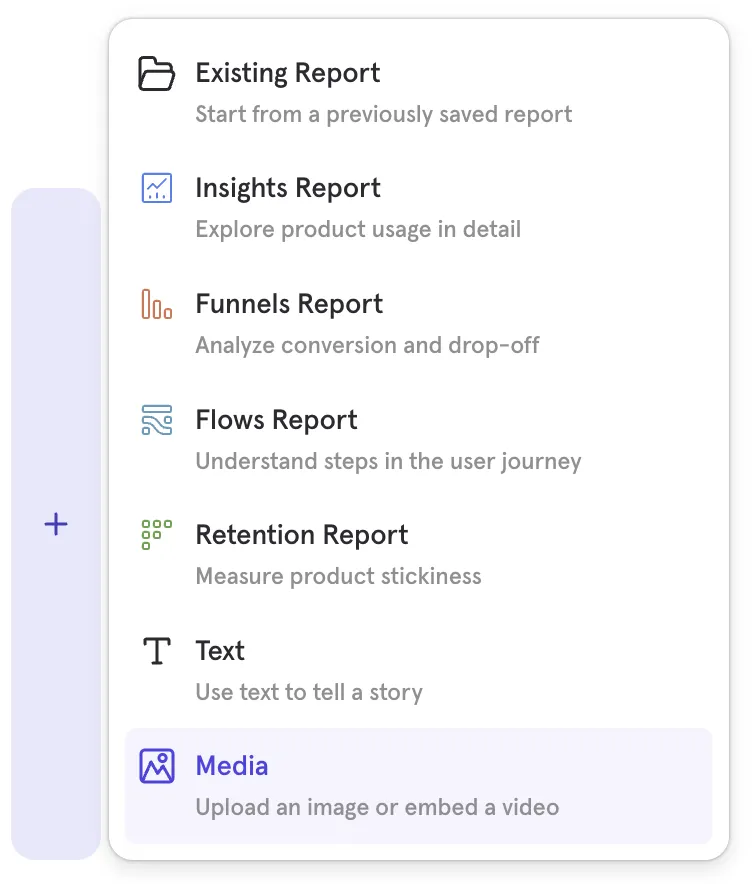 Existing Report
Start from a previously saved report
Insights Report
Explore product usage in detail
Funnels Report
Analyze conversion and drop-off
Flows Report
Understand steps in the user journey
Retention Report
Measure product stickiness
Text
Use text to tell a story
Media
Upload an image or embed a video